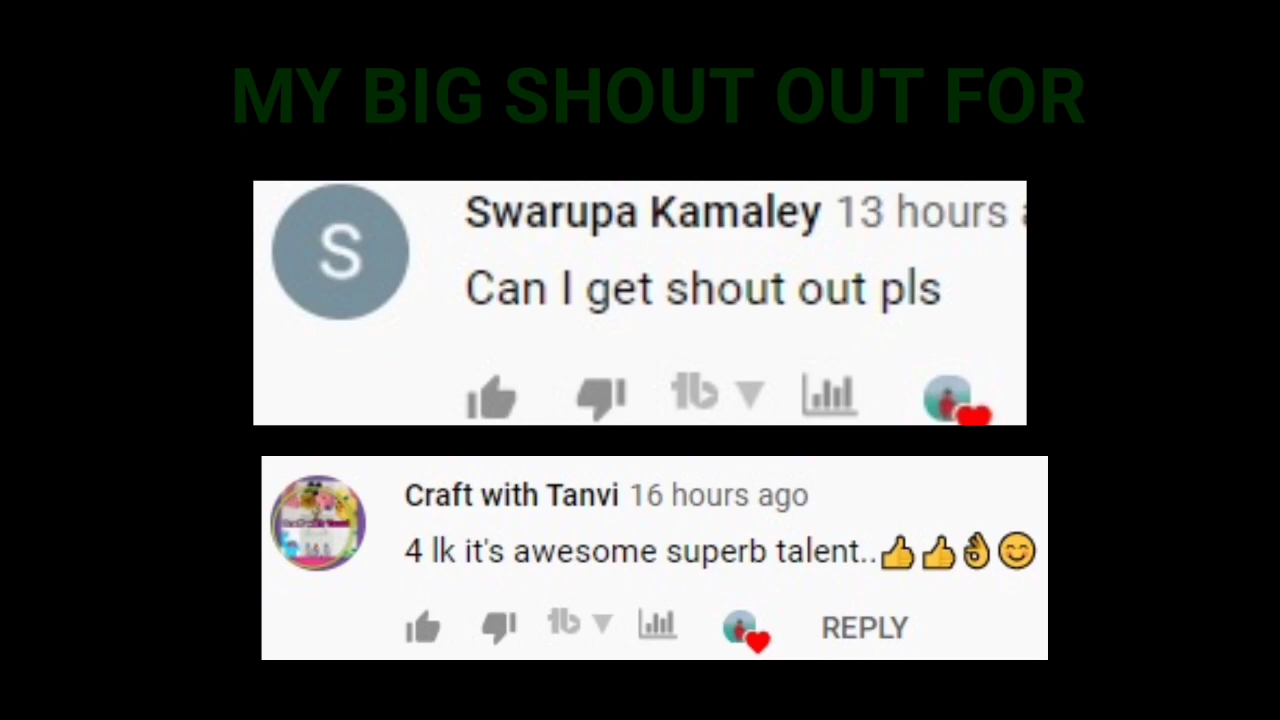 MY BIG SHOUT OUT FOR
S
Swarupa Kamaley 13 hours
Can I get shout out pls
Craft with Tanvi 16 hours ago
4 lk it's awesome superb talent..👍👍👌😊
REPLY